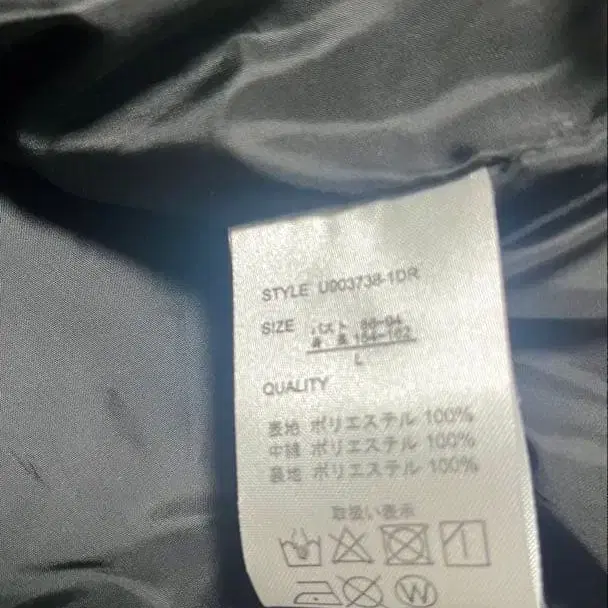 STYLE U003738-1DR
SIZE バスト 86-94
身長 154-162
L
QUALITY
表地 ポリエステル 100%
中綿 ポリエステル 100%
裏地 ポリエステル 100%
取扱い表示
W